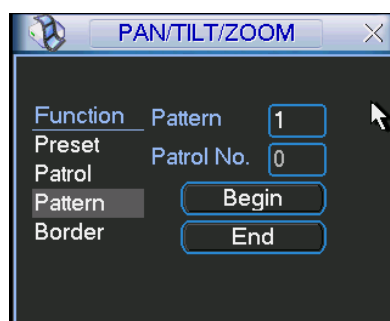 PAN/TILT/ZOOM
Function
Preset
Patrol
Pattern
Border
Pattern 1
Patrol No. 0
Begin
End